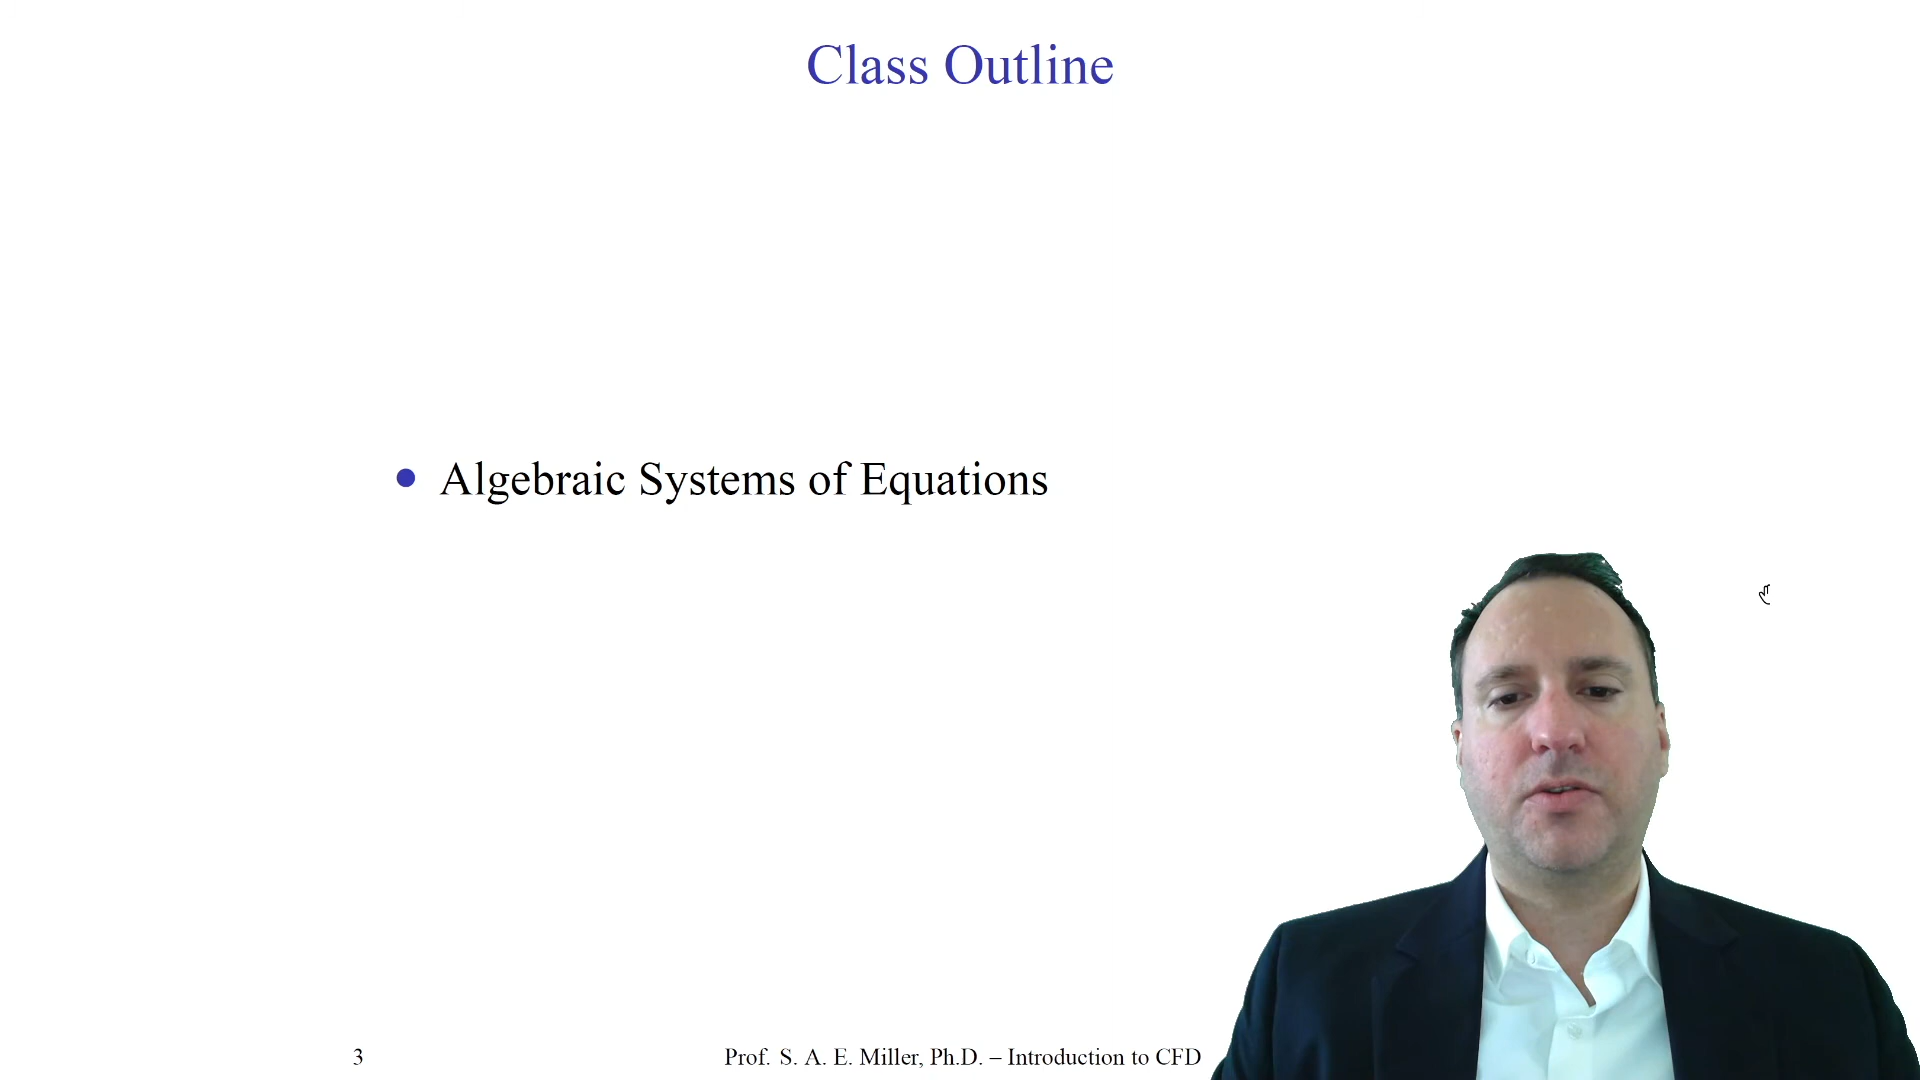 Class Outline
Algebraic Systems of Equations
3
Prof. S. A. E. Miller, Ph.D. – Introduction to CFD